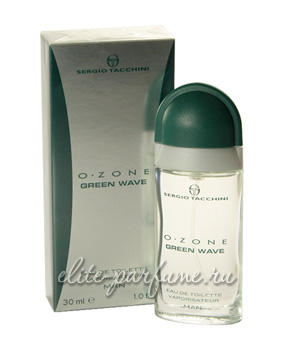 SERGIO TACCHINI
O·ZONE
GREEN WAVE
MAN
30 ml e
1.0
SERGIO TACCHINI
O·ZONE
GREEN WAVE
EAU DE TOILETTE
VAPORISATEUR
MAN
elite-parfume.ru